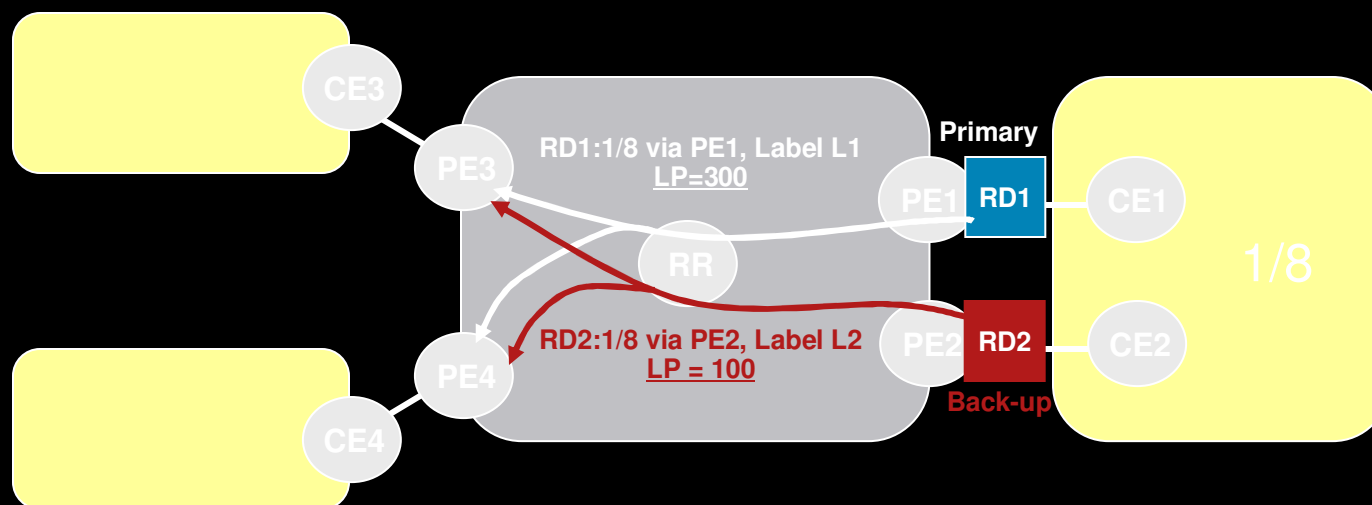 CE3
Primary
RD1:1/8 via PE1, Label L1
LP=300
PE3
PE1
RD1
CE1
RR
1/8
RD2:1/8 via PE2, Label L2
LP = 100
PE2
RD2
CE2
PE4
Back-up
CE4